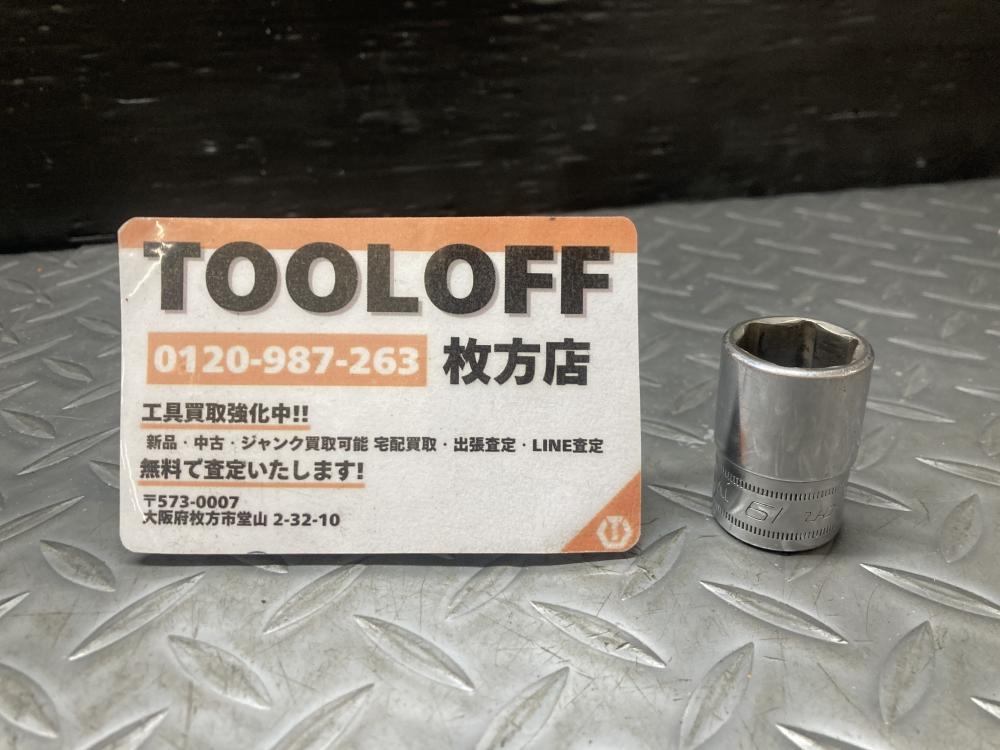 TOOLOFF
0120-987-263 枚方店
工具買取強化中!!
新品・中古・ジャンク買取可能 宅配買取・出張査定・LINE査定
無料で査定いたします!
〒573-0007
大阪府枚方市堂山 2-32-10
19